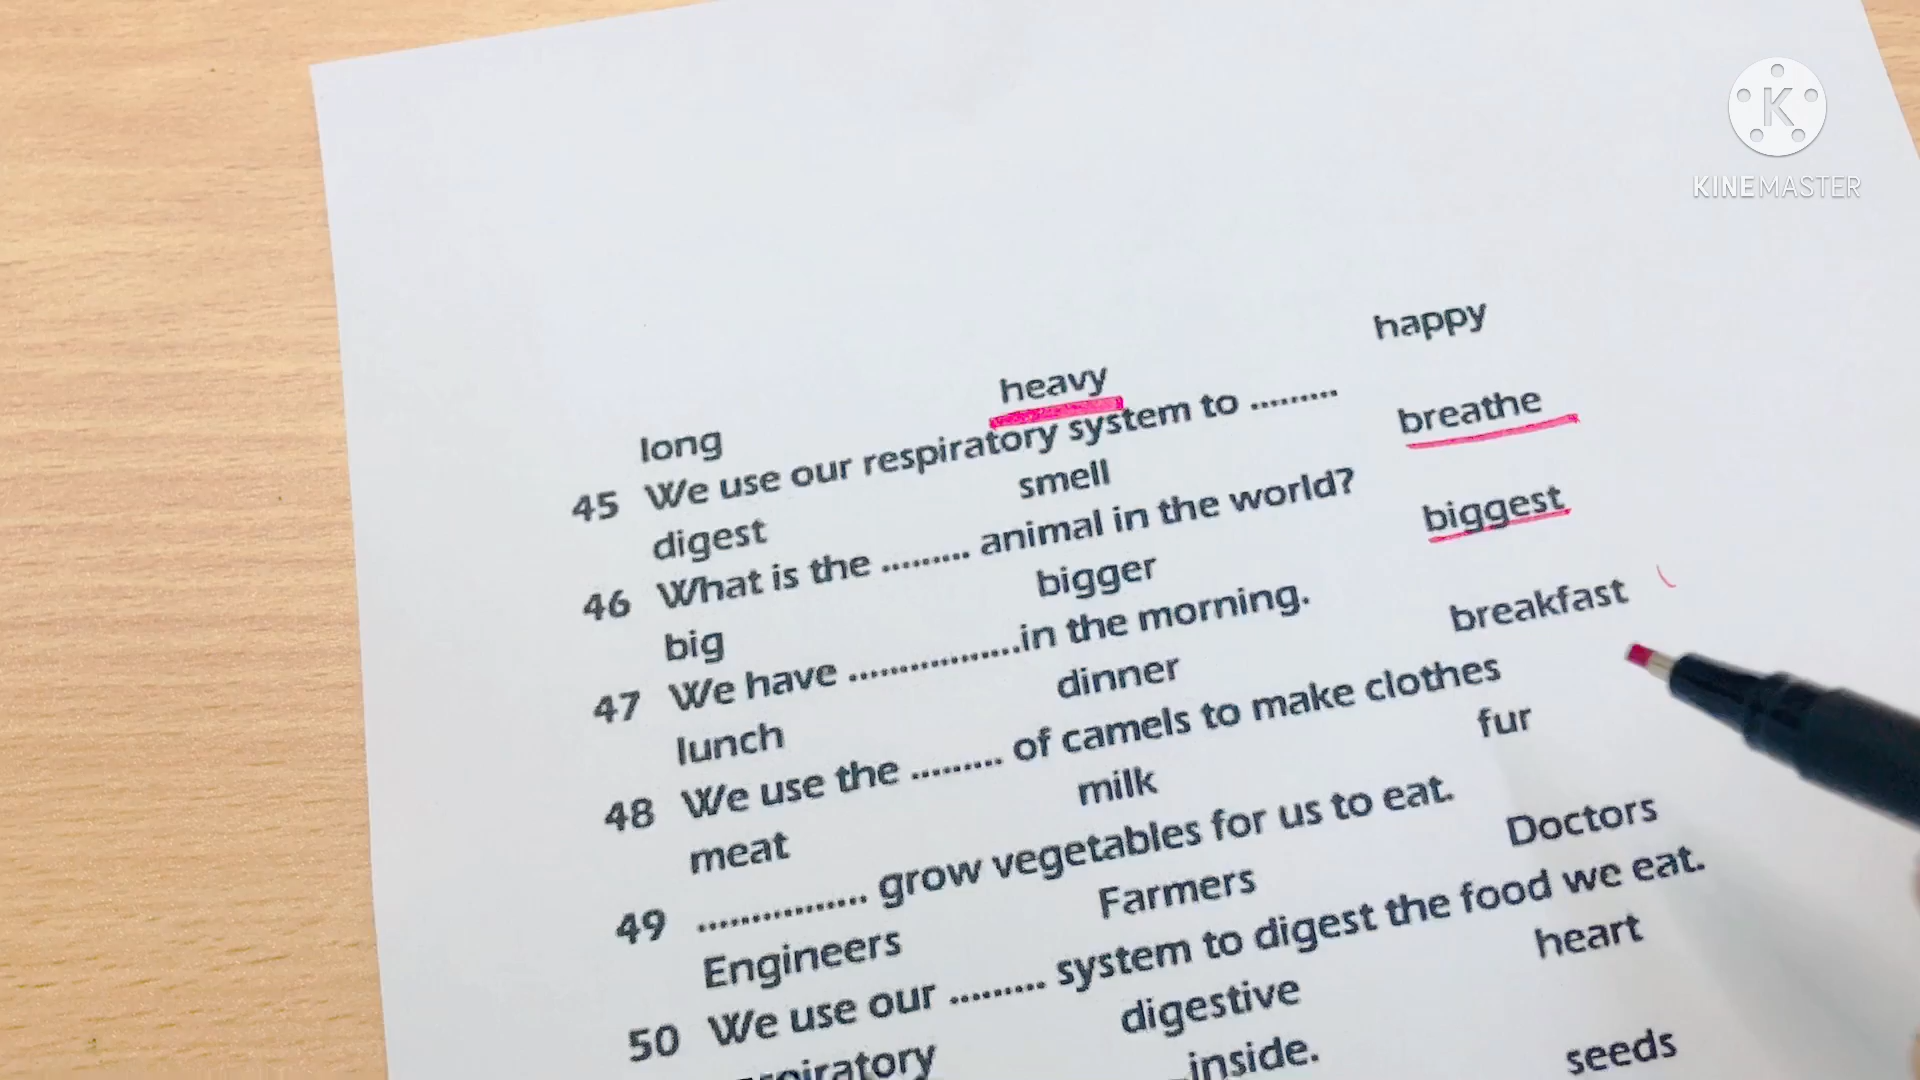 KINEMASTER
long heavy happy
45 We use our respiratory system to .........
digest smell breathe
46 What is the ......... animal in the world?
big bigger biggest
47 We have .................in the morning.
lunch dinner breakfast
48 We use the ......... of camels to make clothes
meat milk fur
49 ................ grow vegetables for us to eat.
Engineers Farmers Doctors
50 We use our ......... system to digest the food we eat.
digestive heart
inside.
seeds